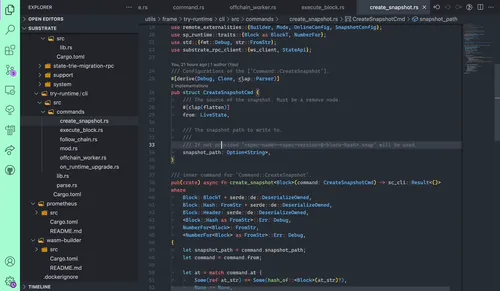 EXPLORER
OPEN EDITORS
SUBSTRATE
lib.rs
Cargo.toml
state-trie-migration-rpc
support
system
try-runtime / cli
src
commands
create_snapshot.rs
execute_block.rs
follow_chain.rs
mod.rs
offchain_worker.rs
on_runtime_upgrade.rs
lib.rs
parse.rs
Cargo.toml
prometheus
src
Cargo.toml
README.md
wasm-builder
src
Cargo.toml
README.md
.dockerignore
command.rs
offchain_worker.rs
execute_block.rs
create_snapshot.rs
utils > frame > try-runtime > cli > src > commands > create_snapshot.rs > CreateSnapshotCmd > snapshot_path
use remote_externalities::{Builder, Mode, OnlineConfig, SnapshotConfig};
use sp_runtime::traits::{Block as BlockT, NumberFor};
use std::{fmt::Debug, str::FromStr};
use substrate_rpc_client::{ws_client, StateApi};
You, 21 hours ago | 1 author (You)
/// Configurations of the [`Command::CreateSnapshot`].
#[derive(Debug, Clone, clap::Parser)]
2 implementations
pub struct CreateSnapshotCmd {
/// The source of the snapshot. Must be a remote node.
#[clap(flatten)]
from: LiveState,
/// The snapshot path to write to.
///
33
/// If not provided `<spec-name>-<spec-version>@<block-hash>.snap` will be used.
snapshot_path: Option<String>,
}
/// inner command for `Command::CreateSnapshot`.
pub(crate) async fn create_snapshot<Block>(command: CreateSnapshotCmd) -> sc_cli::Result<()>
where
Block: BlockT + serde::de::DeserializeOwned,
Block::Hash: FromStr + serde::de::DeserializeOwned,
Block::Header: serde::de::DeserializeOwned,
<Block::Hash as FromStr>::Err: Debug,
NumberFor<Block>: FromStr,
<NumberFor<Block> as FromStr>::Err: Debug,
{
let snapshot_path = command.snapshot_path;
let command = command.from;
let at = match command.at {
Some(ref at_str) => Some(hash_of::<Block>(at_str)?),
None => None,